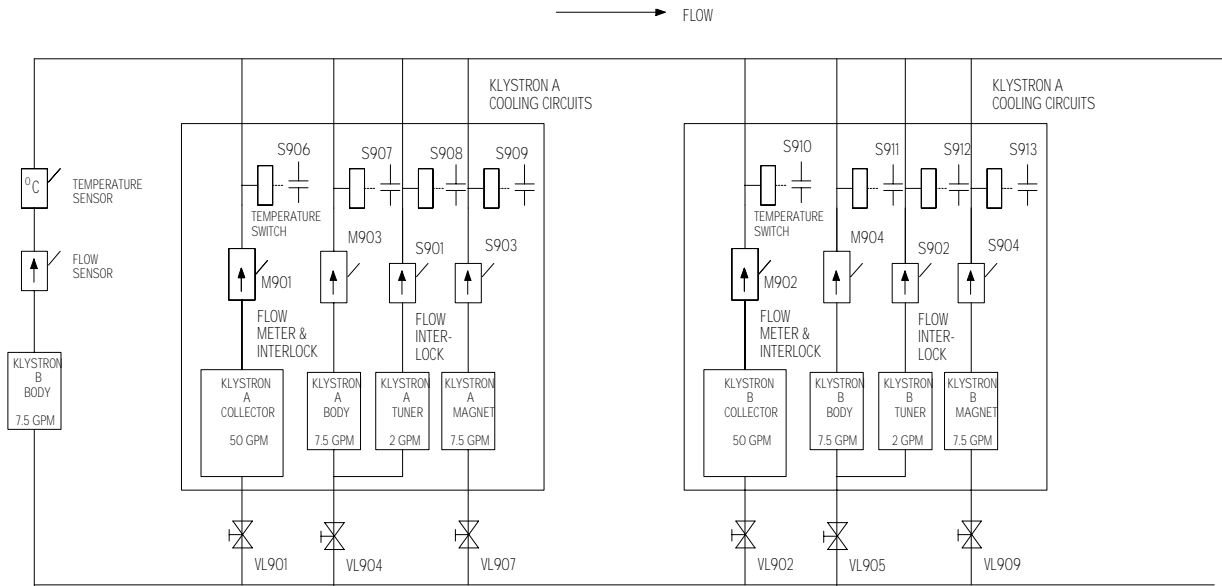 FLOW
KLYSTRON A
COOLING CIRCUITS
KLYSTRON A
COOLING CIRCUITS
S906
S907
S908
S909
S910
S911
S912
S913
0
C
TEMPERATURE
SENSOR
TEMPERATURE
SWITCH
TEMPERATURE
SWITCH
M903
S901
S903
M904
S902
S904
FLOW
SENSOR
M901
M902
FLOW
METER &
INTERLOCK
FLOW
INTER-
LOCK
FLOW
METER &
INTERLOCK
FLOW
INTER-
LOCK
KLYSTRON
B
BODY
7.5 GPM
KLYSTRON
A
COLLECTOR
50 GPM
KLYSTRON
A
BODY
7.5 GPM
KLYSTRON
A
TUNER
2 GPM
KLYSTRON
A
MAGNET
7.5 GPM
KLYSTRON
B
COLLECTOR
50 GPM
KLYSTRON
B
BODY
7.5 GPM
KLYSTRON
B
TUNER
2 GPM
KLYSTRON
B
MAGNET
7.5 GPM
VL901
VL904
VL907
VL902
VL905
VL909